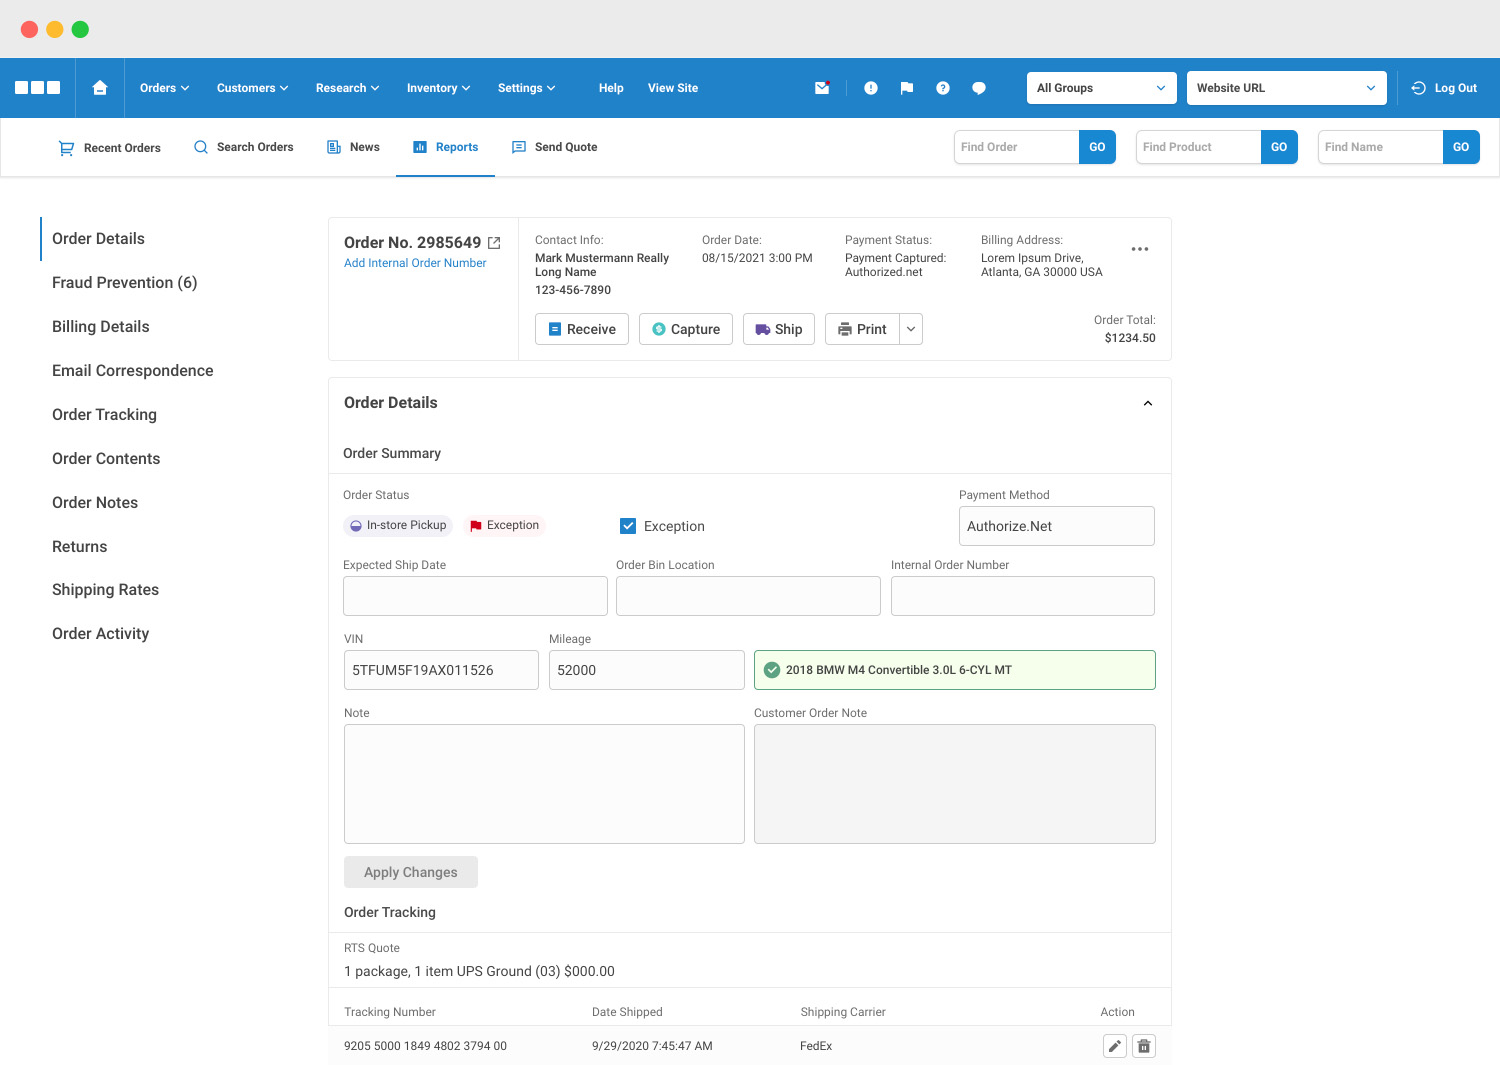 Orders
Customers
Research
Inventory
Settings
Help
View Site
All Groups
Website URL
Log Out
Recent Orders
Search Orders
News
Reports
Send Quote
Find Order
GO
Find Product
GO
Find Name
GO
Order Details
Fraud Prevention (6)
Billing Details
Email Correspondence
Order Tracking
Order Contents
Order Notes
Returns
Shipping Rates
Order Activity
Order No. 2985649
Add Internal Order Number
Contact Info:
Mark Mustermann Really
Long Name
123-456-7890
Order Date:
08/15/2021 3:00 PM
Payment Status:
Payment Captured:
Authorized.net
Billing Address:
Lorem Ipsum Drive,
Atlanta, GA 30000 USA
Receive
Capture
Ship
Print
Order Total:
$1234.50
Order Details
Order Summary
Order Status
In-store Pickup
Exception
Exception
Payment Method
Authorize.Net
Expected Ship Date
Order Bin Location
Internal Order Number
VIN
5TFUM5F19AX011526
Mileage
52000
2018 BMW M4 Convertible 3.0L 6-CYL MT
Note
Customer Order Note
Apply Changes
Order Tracking
RTS Quote
1 package, 1 item UPS Ground (03) $000.00
Tracking Number
Date Shipped
Shipping Carrier
Action
9205 5000 1849 4802 3794 00
9/29/2020 7:45:47 AM
FedEx